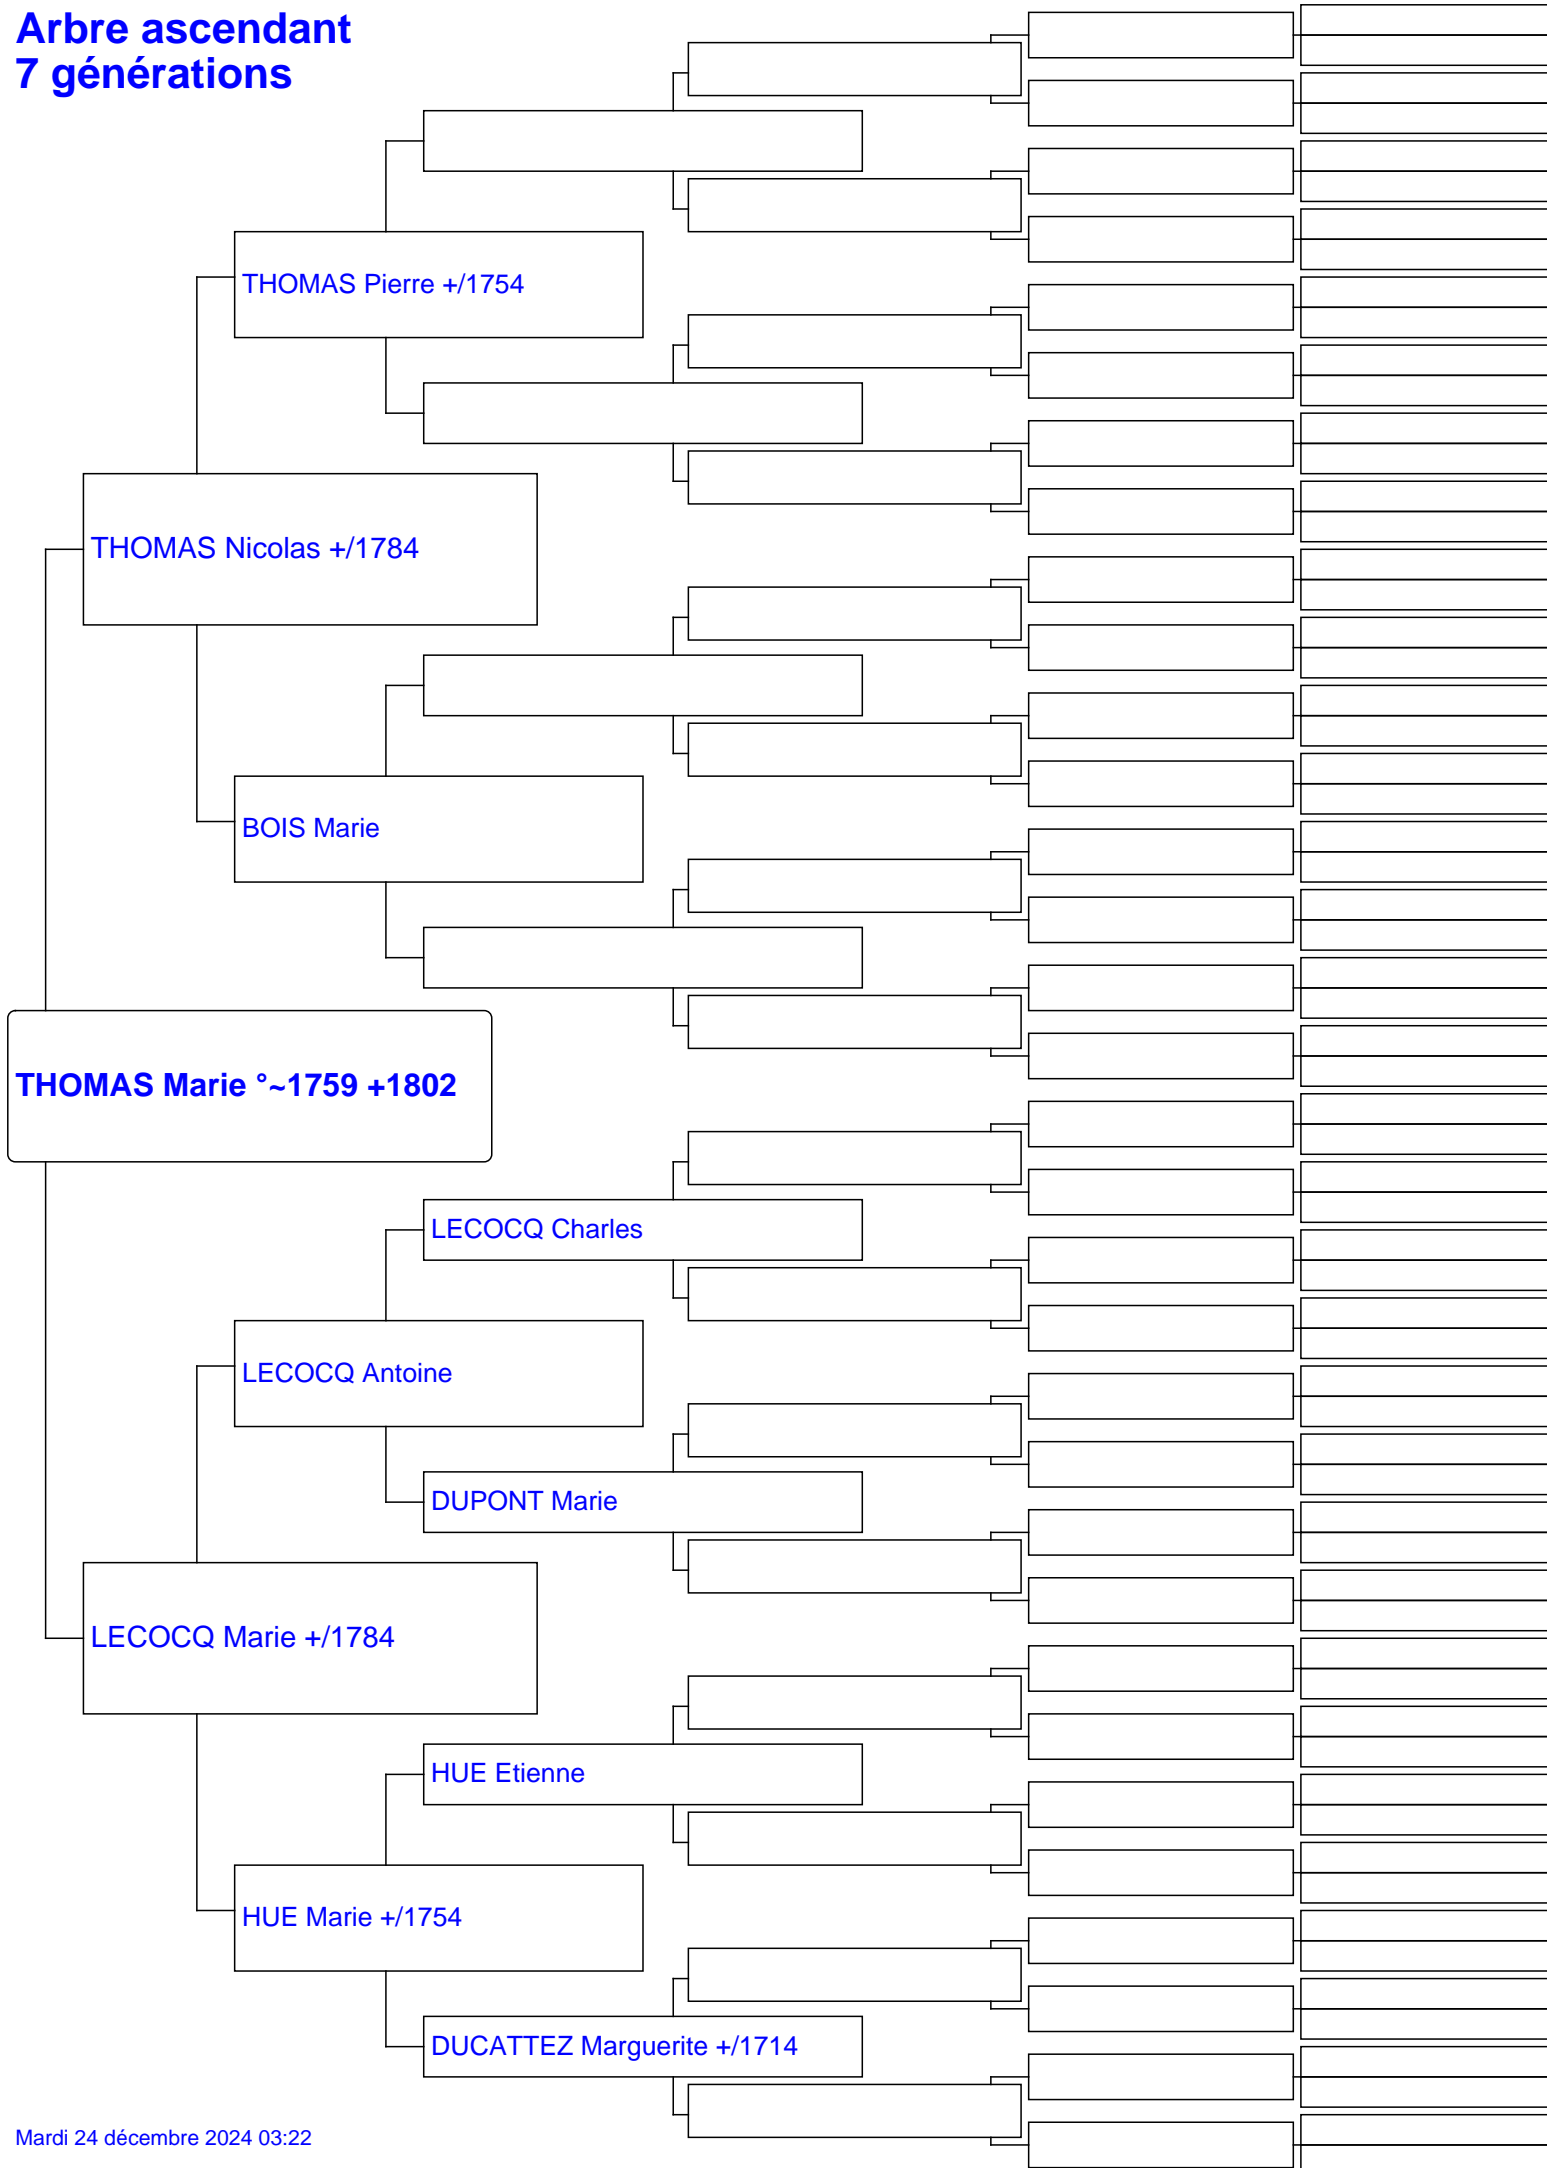 Arbre ascendant
7 générations
THOMAS Pierre +/1754
THOMAS Nicolas +/1784
BOIS Marie
THOMAS Marie °~1759 +1802
LECOCQ Charles
LECOCQ Antoine
DUPONT Marie
LECOCQ Marie +/1784
HUE Etienne
HUE Marie +/1754
DUCATTEZ Marguerite +/1714
Mardi 24 décembre 2024 03:22